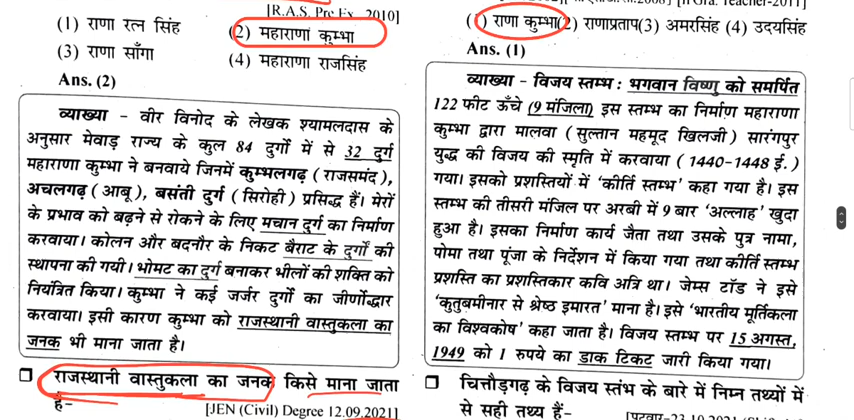 [R.A.S. Pre Ex. 2010]
(1) राणा रत्न सिंह
(2) महाराणा कुम्भा
(3) राणा साँगा
(4) महाराणा राजसिंह
Ans. (2)
व्याख्या – वीर विनोद के लेखक श्यामलदास के
अनुसार मेवाड़ राज्य के कुल 84 दुर्गों में से 32 दुर्ग
महाराणा कुम्भा ने बनवाये जिनमें कुम्भलगढ़ (राजसमंद),
अचलगढ़ (आबू), बसंती दुर्ग (सिरोही) प्रसिद्ध हैं। मेरों
के प्रभाव को बढ़ने से रोकने के लिए मचान दुर्ग का निर्माण
करवाया। कोलन और बदनौर के निकट बैराट के दुर्गों की
स्थापना की गयी। भोमट का दुर्ग बनाकर भीलों की शक्ति को
नियंत्रित किया। कुम्भा ने कई जर्जर दुर्गों का जीर्णोद्धार
करवाया। इसी कारण कुम्भा को राजस्थानी वास्तुकला का
जनक भी माना जाता है।
राजस्थानी वास्तुकला का जनक किसे माना जाता
है-
[JEN (Civil) Degree 12.09.2021]
(1) राणा कुम्भा(2) राणाप्रताप(3) अमरसिंह (4) उदयसिंह
Ans. (1)
व्याख्या – विजय स्तम्भ : भगवान विष्णु को समर्पित
122 फीट ऊँचे (9 मंजिला) इस स्तम्भ का निर्माण महाराणा
कुम्भा द्वारा मालवा (सुल्तान महमूद खिलजी) सारंगपुर
युद्ध की विजय की स्मृति में करवाया (1440-1448 ई.)
गया। इसको प्रशस्तियों में 'कीर्ति स्तम्भ' कहा गया है। इस
स्तम्भ की तीसरी मंजिल पर अरबी में 9 बार 'अल्लाह' खुदा
हुआ है। इसका निर्माण कार्य जैता तथा उसके पुत्र नामा,
पोमा तथा पूंजा के निर्देशन में किया गया तथा कीर्ति स्तम्भ
प्रशस्ति का प्रशस्तिकार कवि अत्रि था। जेम्स टॉड ने इसे
'कुतुबमीनार से श्रेष्ठ इमारत' माना है। इसे 'भारतीय मूर्तिकला
का विश्वकोष' कहा जाता है। विजय स्तम्भ पर 15 अगस्त,
1949 को 1 रुपये का डाक टिकट जारी किया गया।
चित्तौड़गढ़ के विजय स्तंभ के बारे में निम्न तथ्यों में
से सही तथ्य हैं-